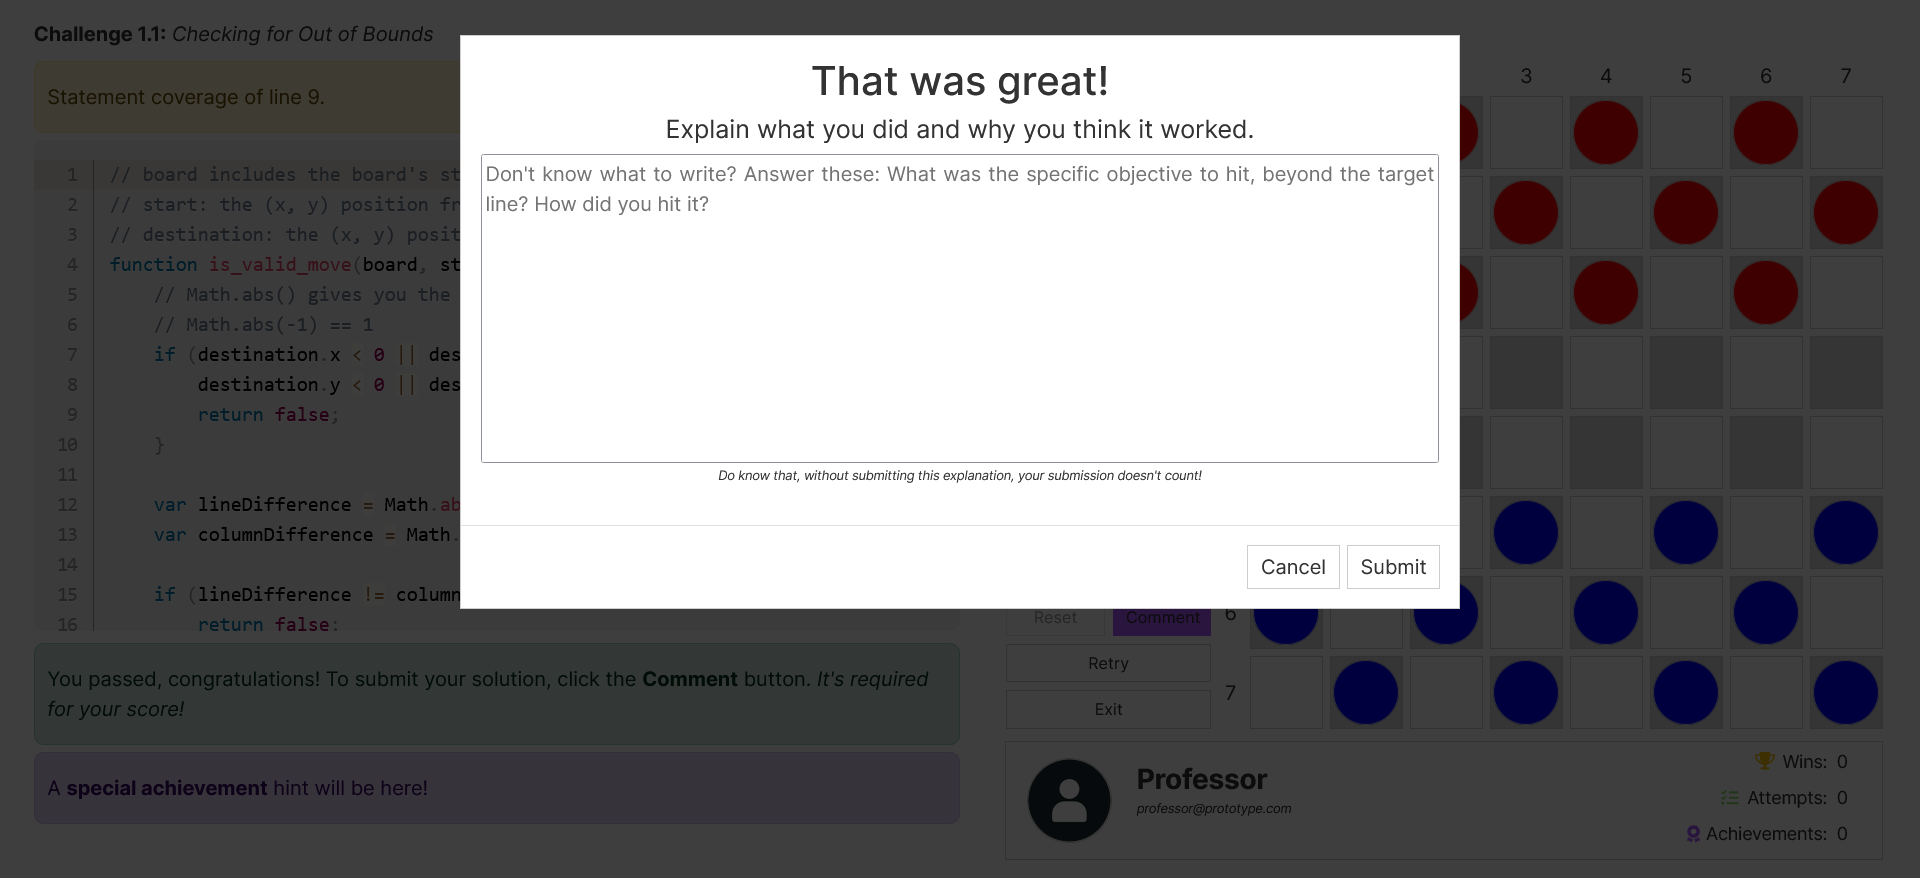 Challenge 1.1: Checking for Out of Bounds
Statement coverage of line 9.
1 // board includes the board's st
2 // start: the (x, y) position fr
3 // destination: the (x, y) posit
4 function is_valid_move(board, st
5 // Math.abs() gives you the
6 // Math.abs(-1) == 1
7 if (destination.x < 0 || des
8 destination.y < 0 || des
9 return false;
10 }
11
12 var lineDifference = Math.ab
13 var columnDifference = Math.
14
15 if (lineDifference != column
16 return false;
You passed, congratulations! To submit your solution, click the Comment button. It's required
for your score!
A special achievement hint will be here!
That was great!
Explain what you did and why you think it worked.
Don't know what to write? Answer these: What was the specific objective to hit, beyond the target
line? How did you hit it?
Do know that, without submitting this explanation, your submission doesn't count!
Cancel Submit
3 4 5 6 7
Reset Comment 6
Retry
Exit
7
Professor
professor@prototype.com
Wins: 0
Attempts: 0
Achievements: 0